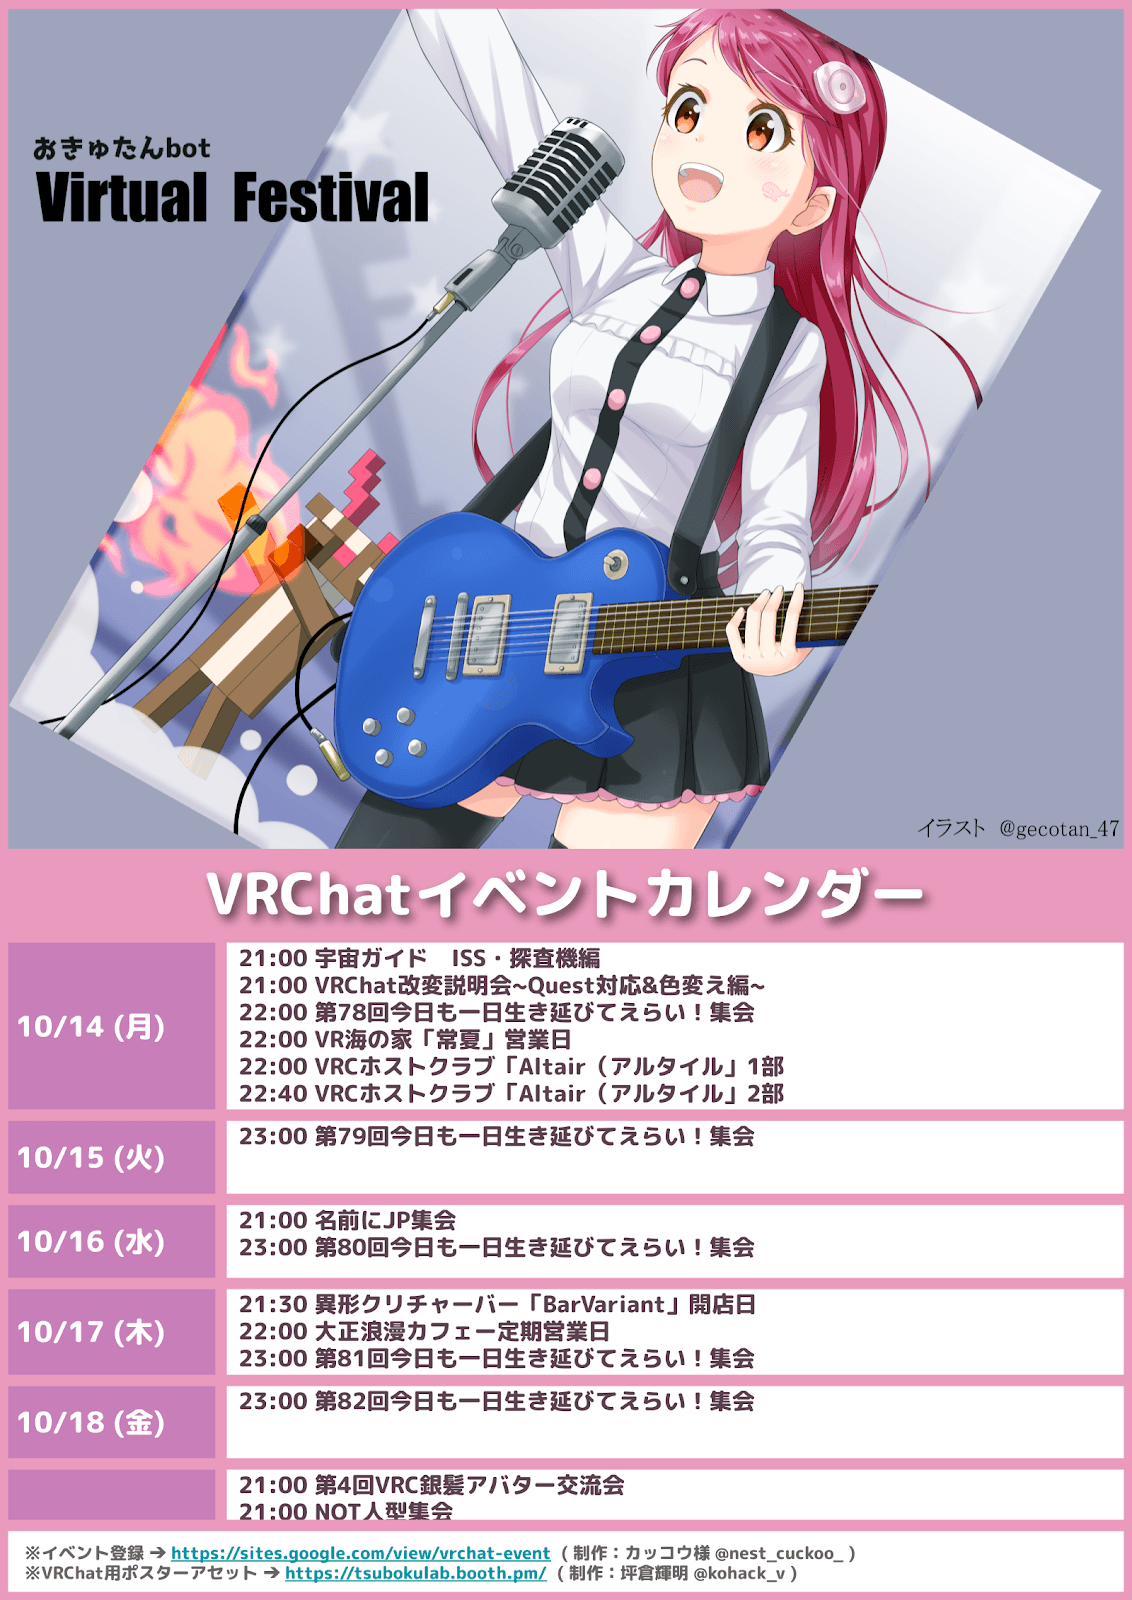 おきゅたんbot
Virtual Festival
イラスト @gecotan_47
VRChatイベントカレンダー
10/14 (月)
21:00 宇宙ガイド　ISS・探査機編
21:00 VRChat改変説明会~Quest対応&色変え編~
22:00 第78回今日も一日生き延びてえらい！集会
22:00 VR海の家「常夏」営業日
22:00 VRCホストクラブ「Altair（アルタイル」1部
22:40 VRCホストクラブ「Altair（アルタイル」2部
10/15 (火)
23:00 第79回今日も一日生き延びてえらい！集会
10/16 (水)
21:00 名前にJP集会
23:00 第80回今日も一日生き延びてえらい！集会
10/17 (木)
21:30 異形クリチャーバー「BarVariant」開店日
22:00 大正浪漫カフェー定期営業日
23:00 第81回今日も一日生き延びてえらい！集会
10/18 (金)
23:00 第82回今日も一日生き延びてえらい！集会
21:00 第4回VRC銀髪アバター交流会
21:00 NOT人型集会
※イベント登録 → https://sites.google.com/view/vrchat-event （制作：カッコウ様 @nest_cuckoo_ ）
※VRChat用ポスターアセット → https://tsubokulab.booth.pm/ （制作：坪倉輝明 @kohack_v ）